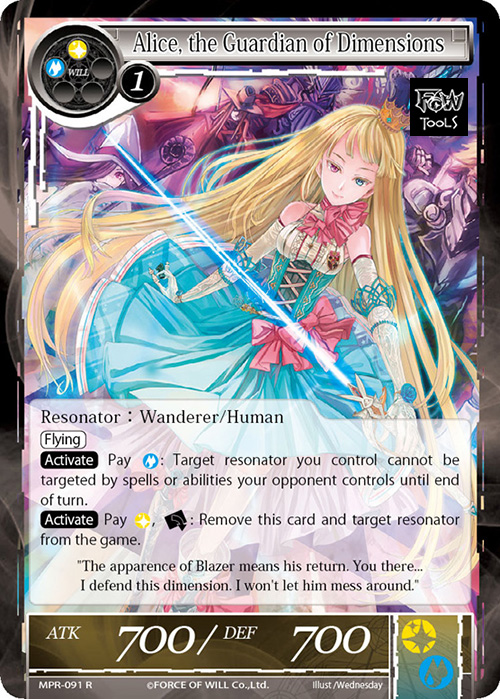 Alice, the Guardian of Dimensions
WILL
1
FOW
TOOLS
Resonator : Wanderer/Human
Flying
Activate Pay : Target resonator you control cannot be
targeted by spells or abilities your opponent controls until end
of turn.
Activate Pay , : Remove this card and target resonator
from the game.
"The apparence of Blazer means his return. You there...
I defend this dimension. I won't let him mess around."
ATK 700/ DEF 700
MPR-091 R ©FORCE OF WILL Co.,Ltd. Illust/Wednesday